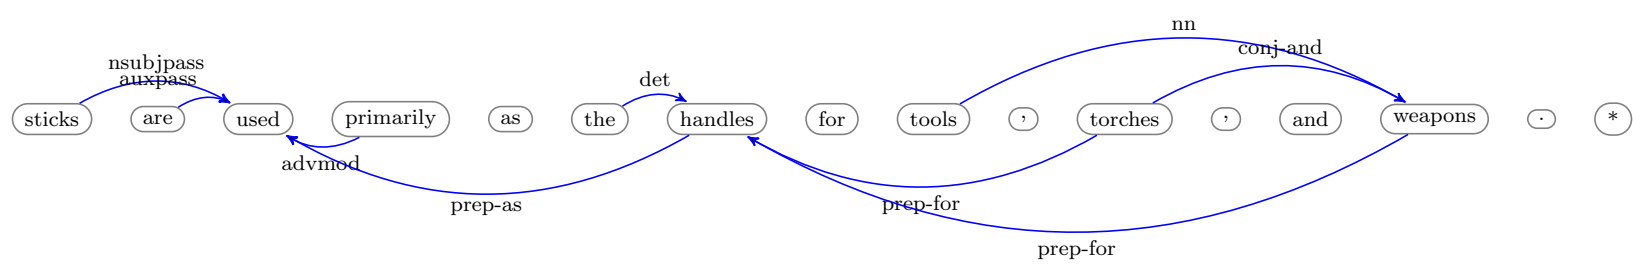 nn
conj-and
nsubjpass
auxpass
det
sticks are used primarily as the handles for tools , torches , and weapons . *
advmod
prep-as
prep-for
prep-for